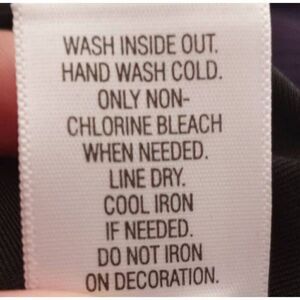 WASH INSIDE OUT.
HAND WASH COLD.
ONLY NON-
CHLORINE BLEACH
WHEN NEEDED.
LINE DRY.
COOL IRON
IF NEEDED.
DO NOT IRON
ON DECORATION.